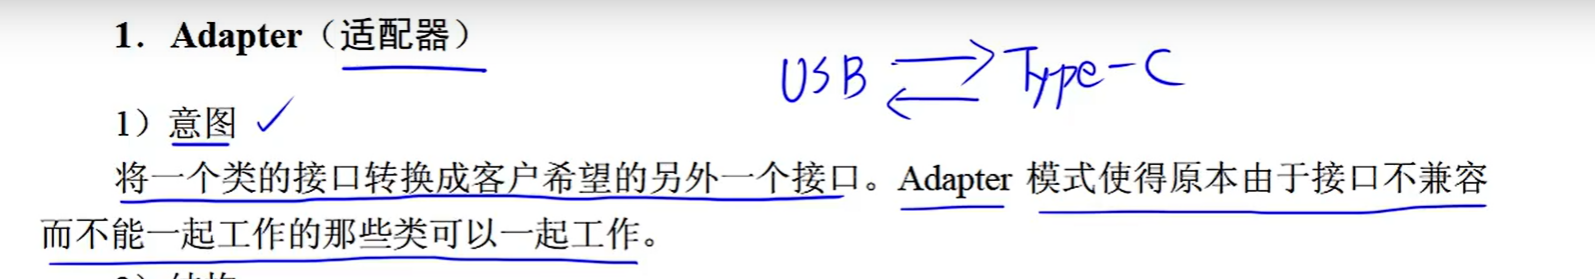 1．Adapter（适配器）
USB ⇄ Type-C
1）意图
将一个类的接口转换成客户希望的另外一个接口。Adapter 模式使得原本由于接口不兼容
而不能一起工作的那些类可以一起工作。